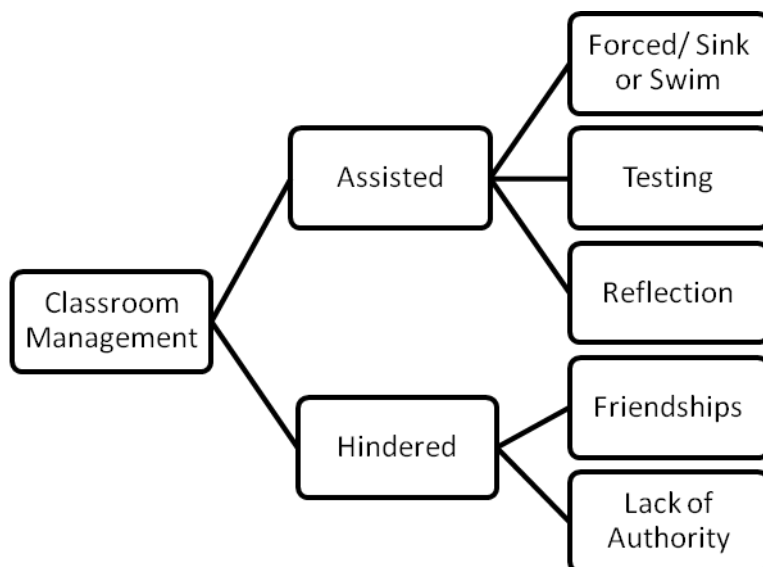 Classroom
Management
Assisted
Forced/ Sink
or Swim
Testing
Reflection
Hindered
Friendships
Lack of
Authority